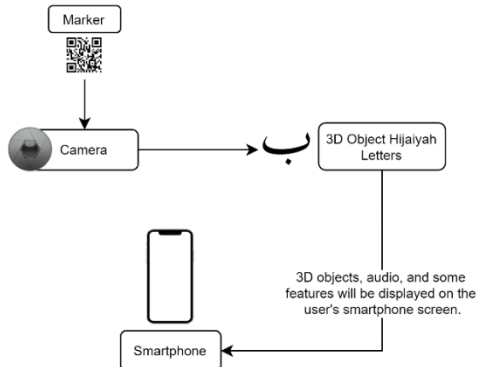 Marker
Camera
ب
3D Object Hijaiyah
Letters
3D objects, audio, and some
features will be displayed on the
user's smartphone screen.
Smartphone